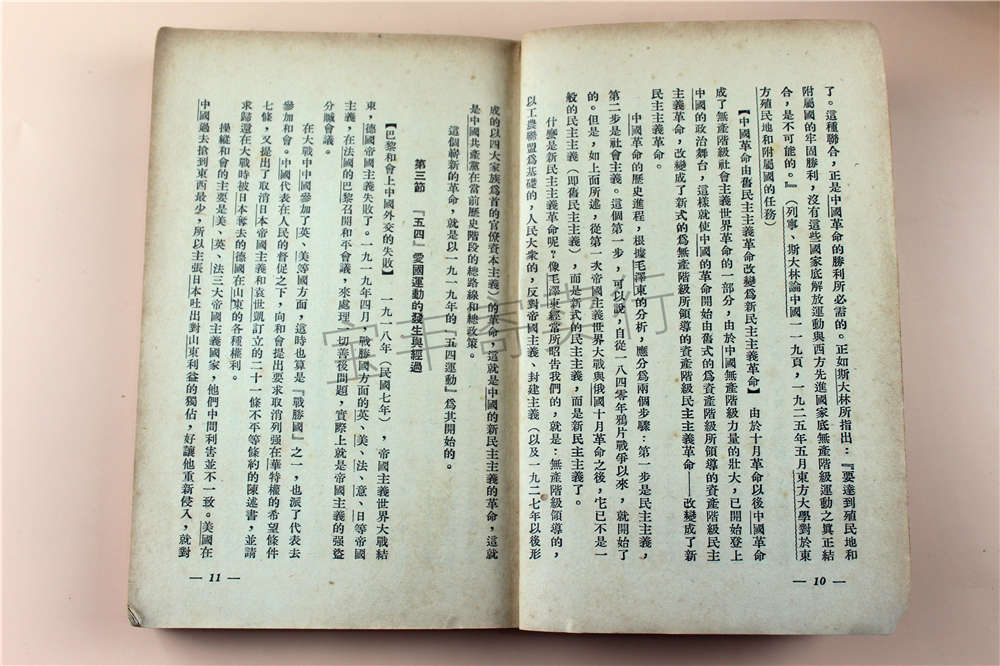 了。這種聯合，正是中國革命的勝利所必需的。正如斯大林所指出：『要達到殖民地和
附屬國的牢固勝利，沒有這些國家底解放運動與西方先進國家底無產階級運動之眞正結
合，是不可能的。』（列寧、斯大林論中國一一九頁，一九二五年五月東方大學對於東
方殖民地和附屬國的任務）
【中國革命由舊民主主義革命改變爲新民主主義革命】　由於十月革命以後中國革命
成了無產階級社會主義世界革命的一部分，由於中國無產階級力量的壯大，已開始登上
中國的政治舞台，這樣就使中國的革命開始由舊式的爲資產階級所領導的資產階級民主
主義革命，改變成了新式的爲無產階級所領導的資產階級民主主義革命——改變成了新
民主主義革命。
中國革命的歷史進程，根據毛澤東的分析，應分爲兩個步驟：第一步是民主主義，
第二步是社會主義。這個第一步，可以說，自從一八四零年鴉片戰爭以來，就開始了
的。但是，如上面所述，從第一次帝國主義世界大戰與俄國十月革命之後，它已不是一
般的民主主義（即舊民主主義），而是新式的民主主義，而是新民主主義了。
什麽是新民主主義革命呢？像毛澤東經常所昭告我們的，就是：無產階級領導的，
以工農聯盟爲基礎的，人民大衆的，反對帝國主義、封建主義（以及一九二七年以後形
— 10 —
成的以四大家族爲首的官僚資本主義）的革命，這就是中國的新民主主義的革命，這就
是中國共產黨在當前歷史階段的總路線和總政策。
這個嶄新的革命，就是以一九一九年的『五四運動』爲其開始的。
第三節　『五四』愛國運動的發生與經過
【巴黎和會上中國外交的失敗】　一九一八年（民國七年），帝國主義世界大戰結
束，德國帝國主義失敗了。一九一九年四月，戰勝國方面的英、美、法、意、日等帝國
主義，在法國的巴黎召開和平會議，來處理一切善後問題，實際上就是帝國主義的强盜
分贓會議。
在大戰中中國參加了英、美等國方面，這時也算是『戰勝國』之一，也派了代表去
參加和會。中國代表在人民的督促之下，向和會提出要求取消列强在華特權的希望條件
七條，又提出了取消日本帝國主義和袁世凱訂立的二十一條不平等條約的陳述書，並請
求歸還在大戰時被日本奪去的德國在山東的各種權利。
操縱和會的主要是美、英、法三大帝國主義國家，他們中間利害並不一致。美國在
中國過去搶到東西最少，所以主張日本吐出對山東利益的獨佔，好讓他重新侵入，就對
— 11 —
宝丰奇典行